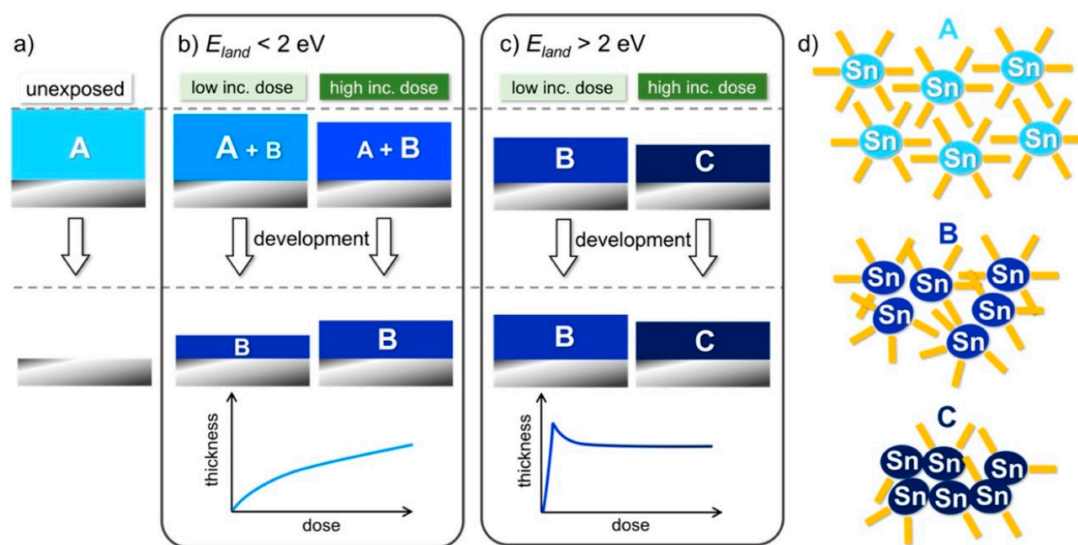 a)
unexposed
A
b) E_land < 2 eV
low inc. dose
high inc. dose
A + B
A + B
development
B
B
thickness
dose
c) E_land > 2 eV
low inc. dose
high inc. dose
B
C
development
B
C
thickness
dose
d)
A
Sn
Sn
Sn
Sn
Sn
Sn
B
Sn
Sn
Sn
Sn
Sn
Sn
C
Sn
Sn
Sn
Sn
Sn
Sn